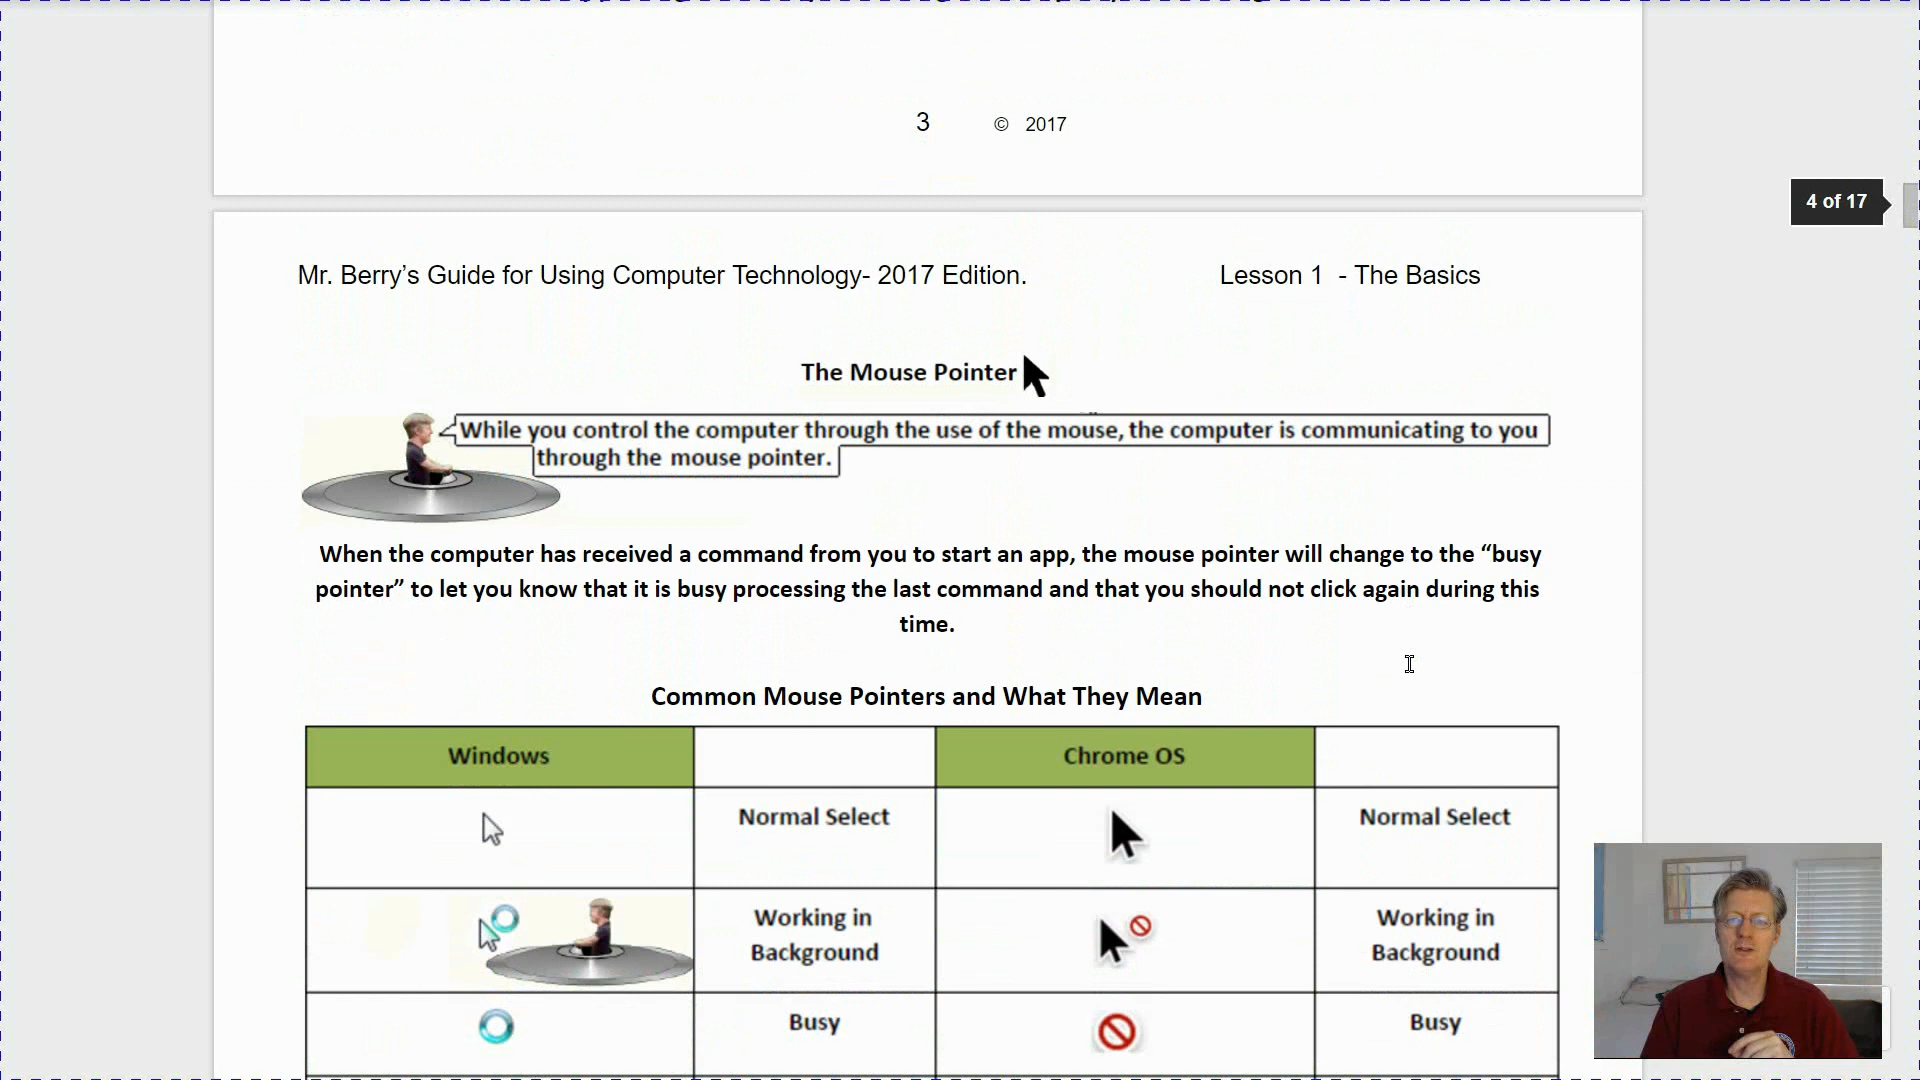 3 © 2017
4 of 17
Mr. Berry’s Guide for Using Computer Technology- 2017 Edition. Lesson 1 - The Basics
The Mouse Pointer
While you control the computer through the use of the mouse, the computer is communicating to you
through the mouse pointer.
When the computer has received a command from you to start an app, the mouse pointer will change to the “busy
pointer” to let you know that it is busy processing the last command and that you should not click again during this
time.
Common Mouse Pointers and What They Mean
Windows Chrome OS
Normal Select Normal Select
Working in Working in
Background Background
Busy Busy